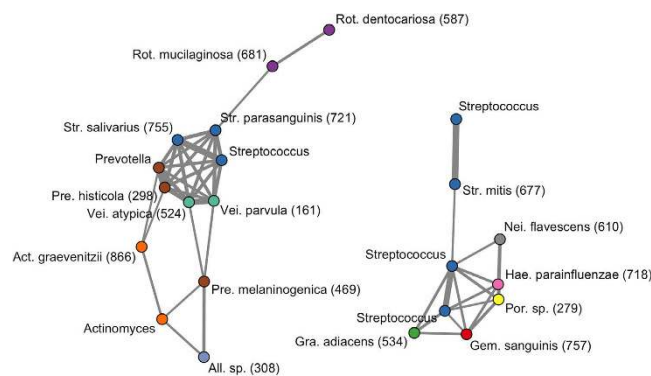 Rot. dentocariosa (587)
Rot. mucilaginosa (681)
Str. parasanguinis (721)
Str. salivarius (755)
Prevotella
Streptococcus
Pre. histicola (298)
Vei. atypica (524)
Vei. parvula (161)
Act. graevenitzii (866)
Pre. melaninogenica (469)
Actinomyces
All. sp. (308)
Streptococcus
Str. mitis (677)
Nei. flavescens (610)
Streptococcus
Hae. parainfluenzae (718)
Por. sp. (279)
Streptococcus
Gra. adiacens (534)
Gem. sanguinis (757)